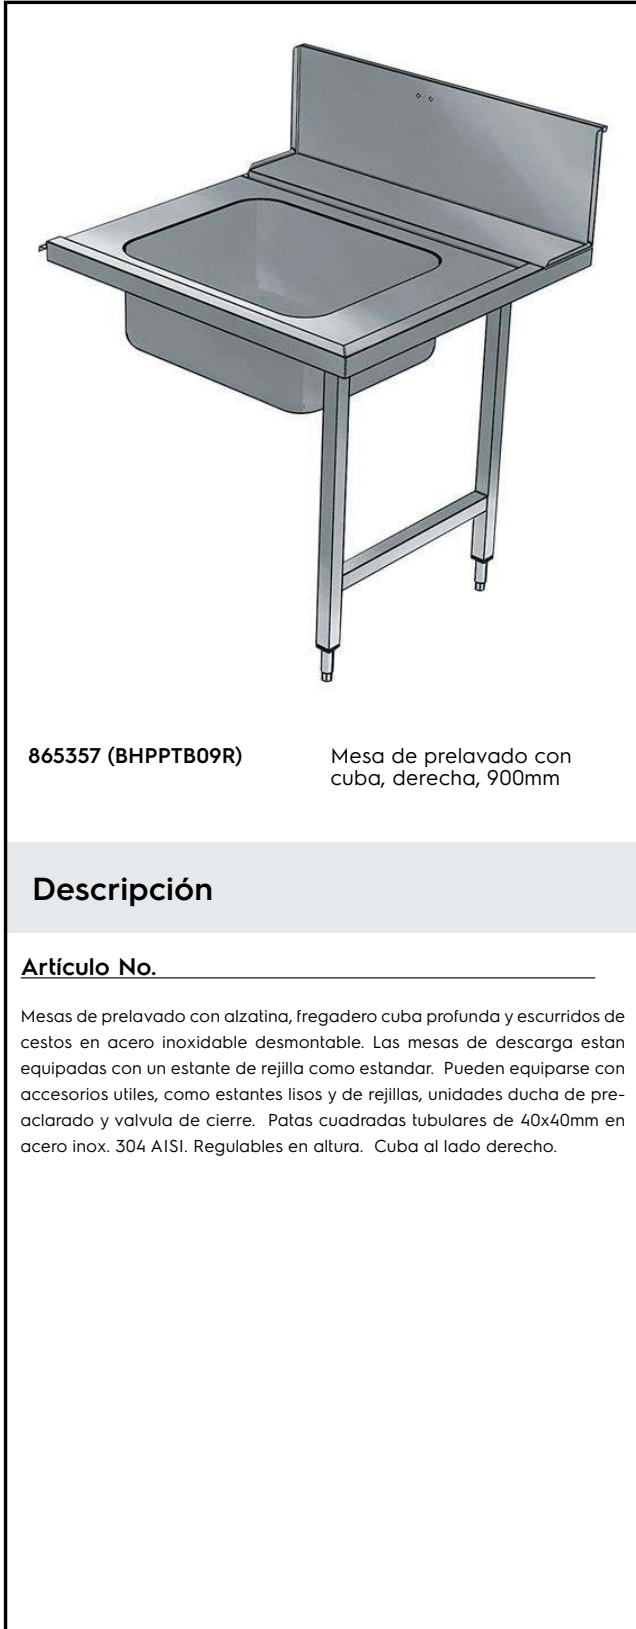 865357 (BHPPTB09R)
Mesa de prelavado con
cuba, derecha, 900mm
Descripción
Artículo No.
Mesas de prelavado con alzatina, fregadero cuba profunda y escurridos de
cestos en acero inoxidable desmontable. Las mesas de descarga estan
equipadas con un estante de rejilla como estandar.  Pueden equiparse con
accesorios utiles, como estantes lisos y de rejillas, unidades ducha de pre-
aclarado y valvula de cierre.  Patas cuadradas tubulares de 40x40mm en
acero inox. 304 AISI. Regulables en altura.  Cuba al lado derecho.